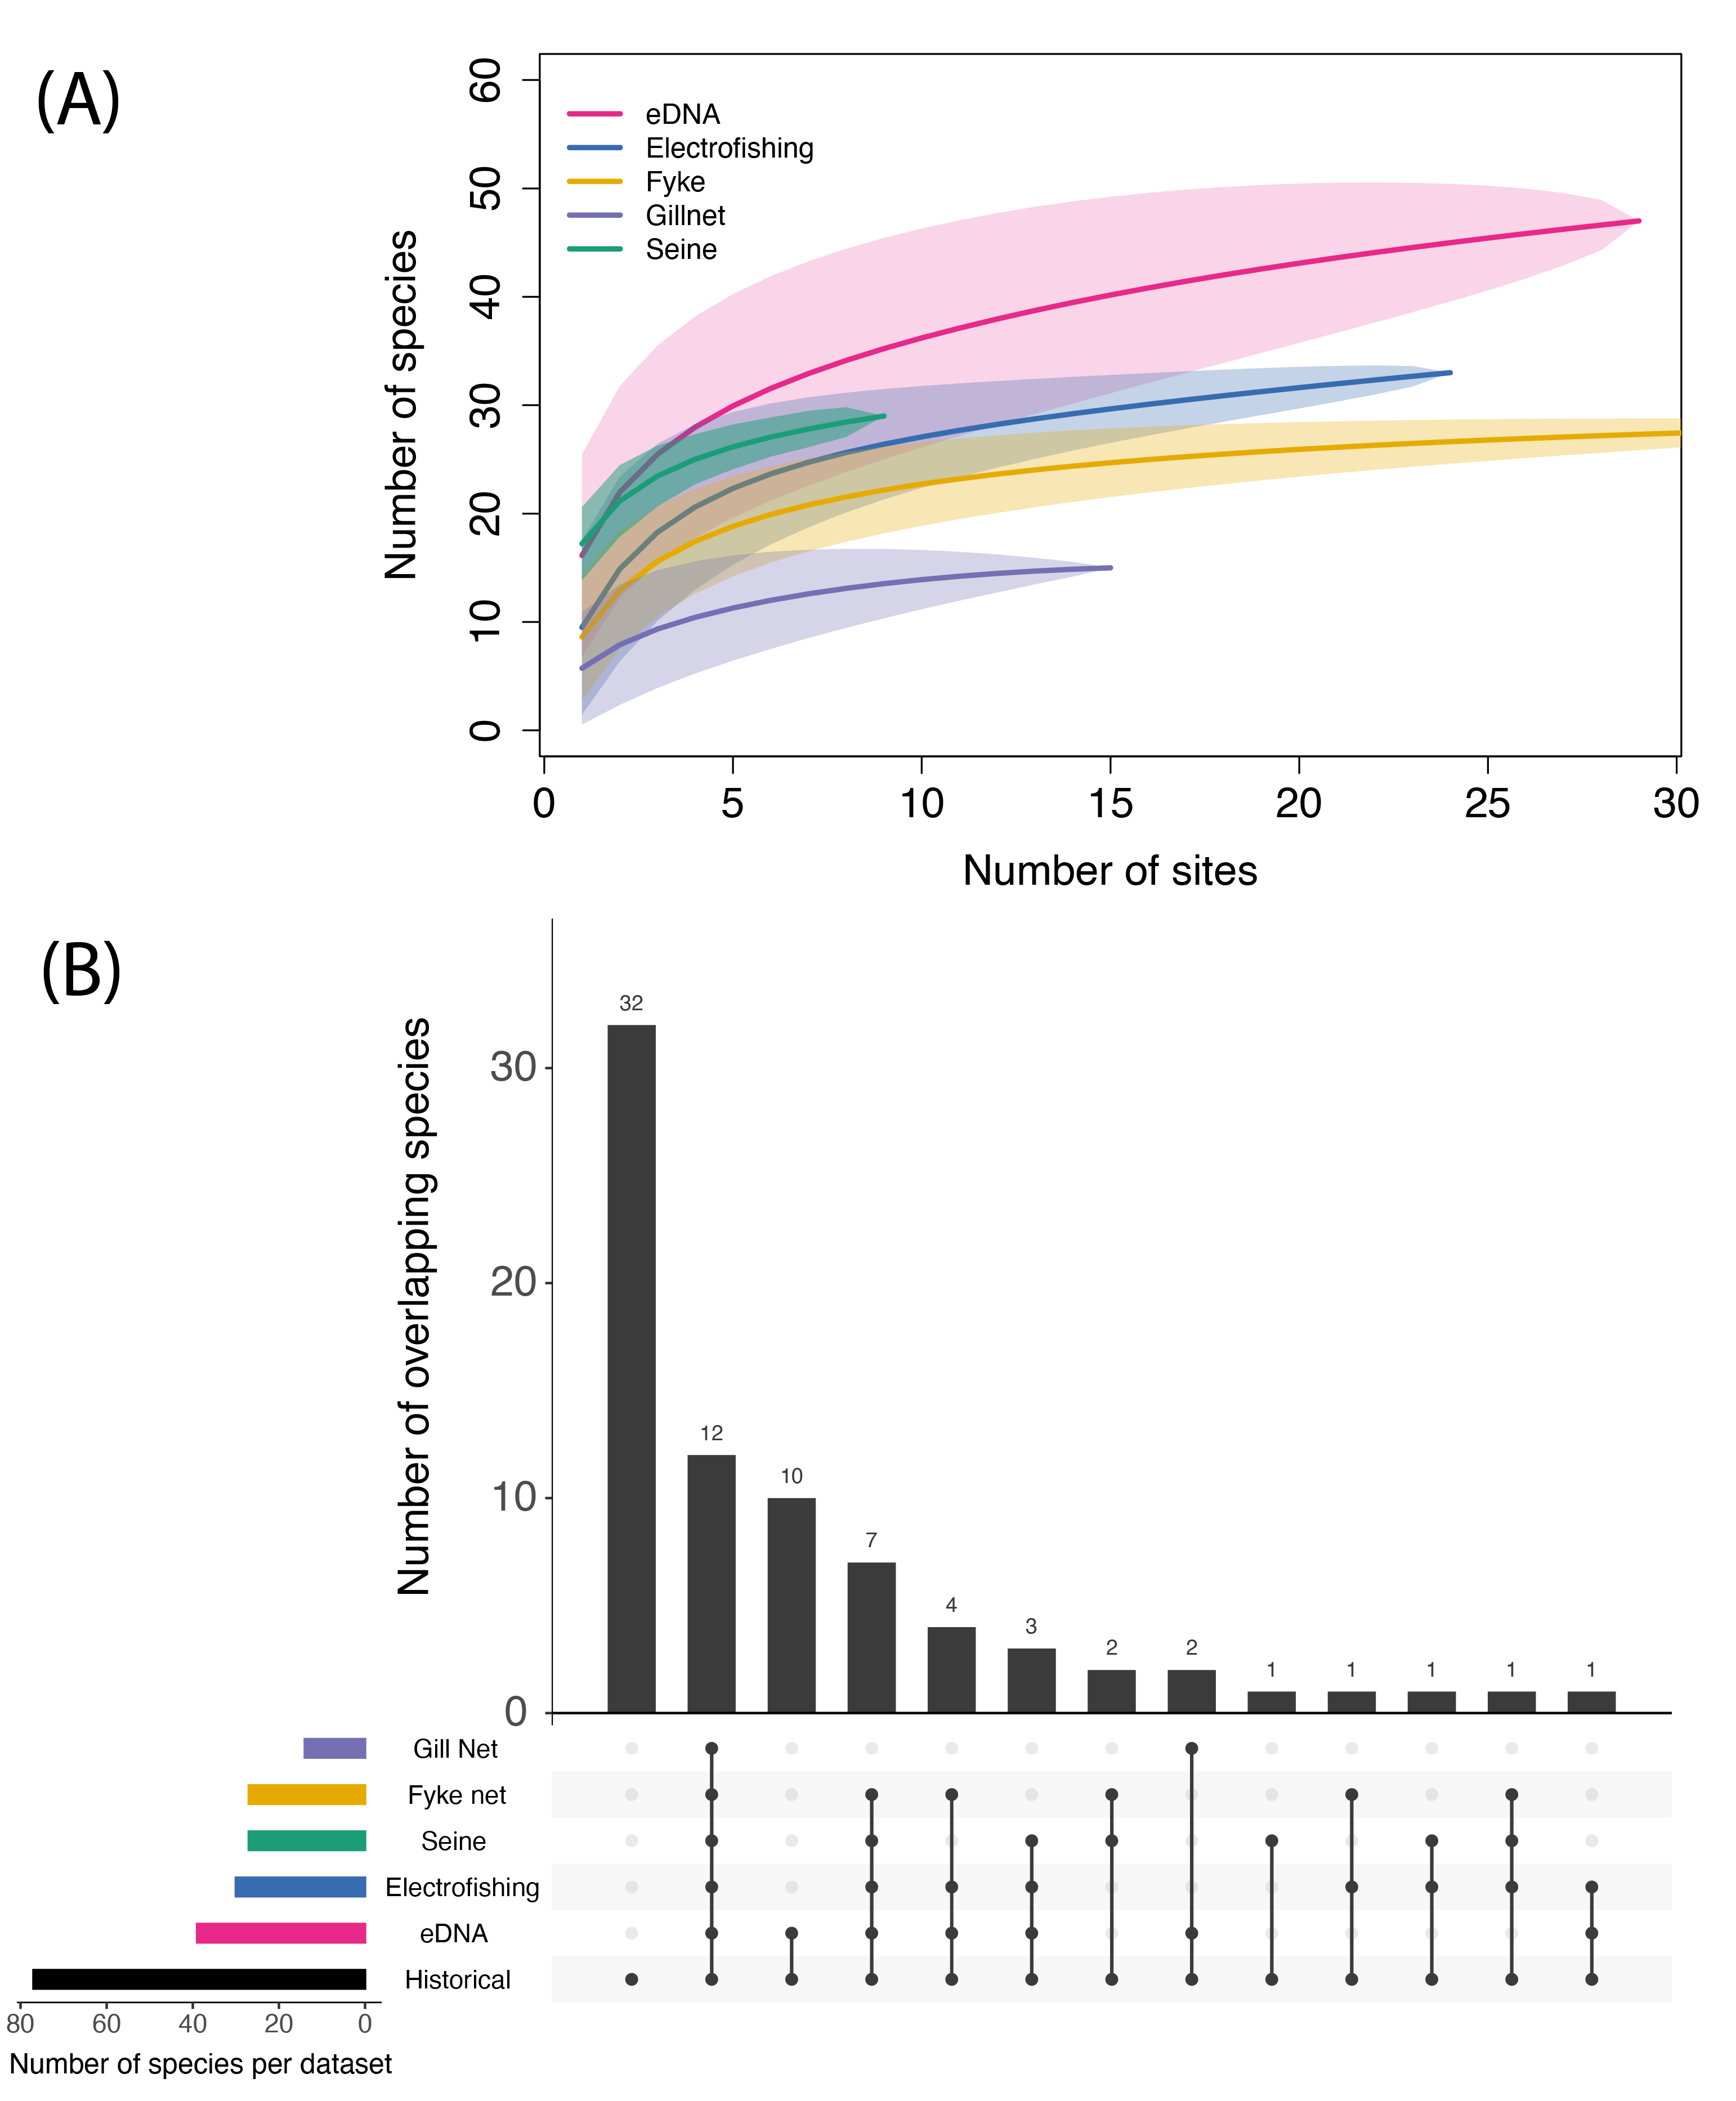 (A)
Number of species
60
50
40
30
20
10
0
eDNA
Electrofishing
Fyke
Gillnet
Seine
0 5 10 15 20 25 30
Number of sites
(B)
Number of overlapping species
30
20
10
0
32
12
10
7
4
3
2
2
1
1
1
1
1
Gill Net
Fyke net
Seine
Electrofishing
eDNA
Historical
80 60 40 20 0
Number of species per dataset